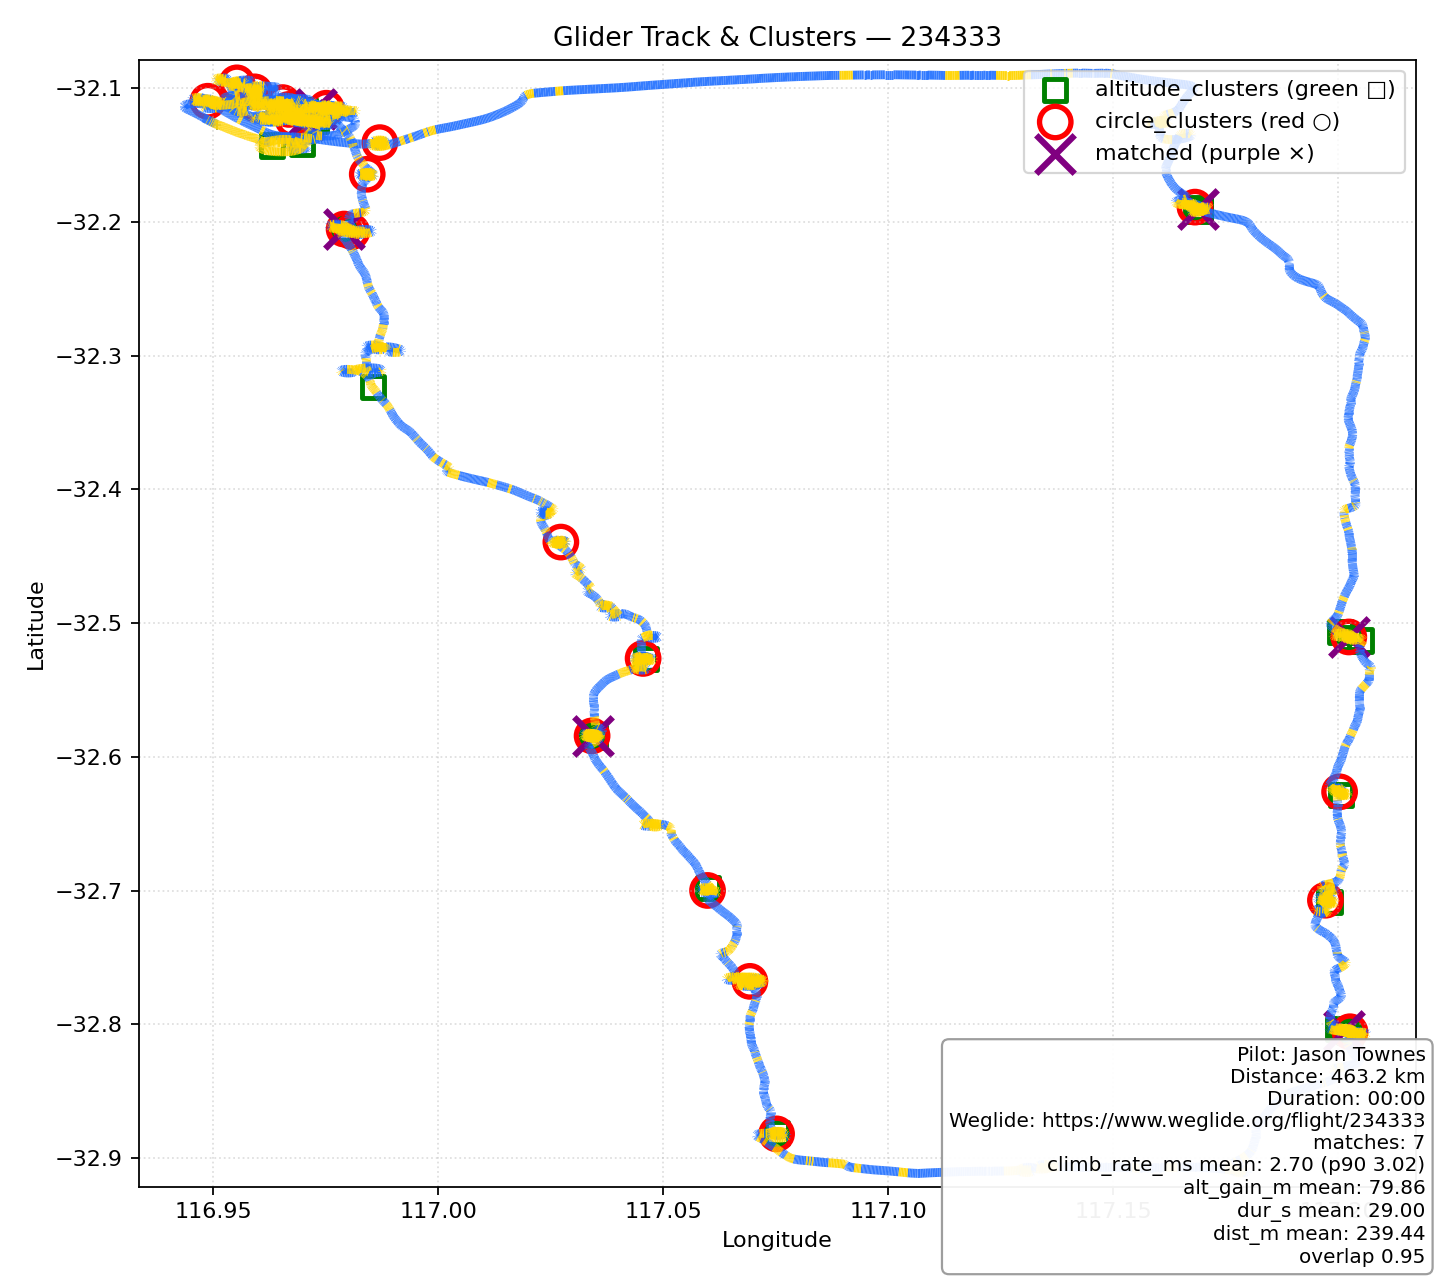 Glider Track & Clusters — 234333
altitude_clusters (green □)
circle_clusters (red ○)
matched (purple ×)
−32.1
−32.2
−32.3
−32.4
−32.5
−32.6
−32.7
−32.8
−32.9
Latitude
116.95
117.00
117.05
117.10
117.15
Longitude
Pilot: Jason Townes
Distance: 463.2 km
Duration: 00:00
Weglide: https://www.weglide.org/flight/234333
matches: 7
climb_rate_ms mean: 2.70 (p90 3.02)
alt_gain_m mean: 79.86
dur_s mean: 29.00
dist_m mean: 239.44
overlap 0.95